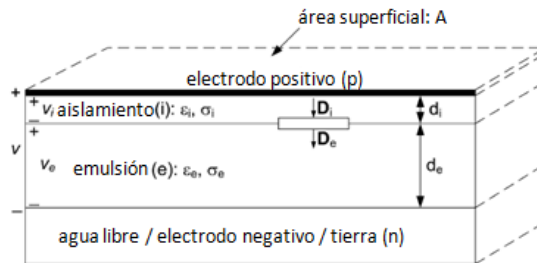 área superficial: A
electrodo positivo (p)
+
+
vᵢ aislamiento(i): εᵢ, σᵢ
−
Dᵢ
dᵢ
+
Dₑ
v
vₑ
emulsión (e): εₑ, σₑ
dₑ
−
−
agua libre / electrodo negativo / tierra (n)